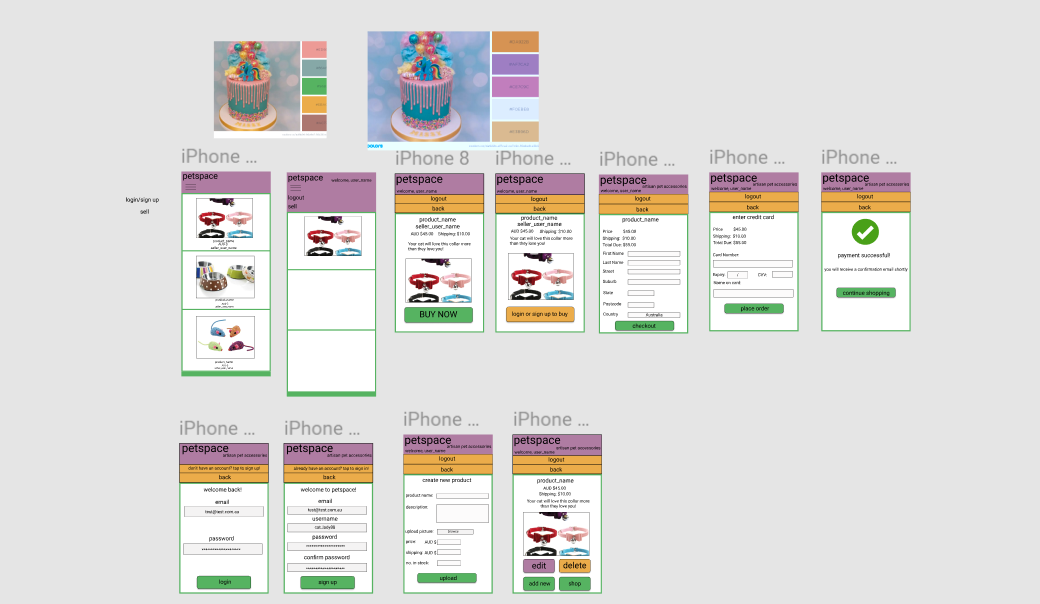 iPhone ...
iPhone ...
iPhone 8
iPhone ...
iPhone ...
iPhone ...
iPhone ...
login/sign up
sell
petspace
product_name
AUD $
seller_user_name
product_name
product_name
petspace
welcome, user_name
logout
sell
petspace
welcome, user_name
logout
back
product_name
seller_user_name
AUD $45.00 Shipping: $10.00
Your cat will love this collar more
than they love you!
BUY NOW
petspace
welcome, user_name
logout
back
product_name
seller_user_name
AUD $45.00 Shipping: $10.00
Your cat will love this collar more
than they love you!
login or sign up to buy
petspace
artisan pet accessories
welcome, user_name
logout
back
product_name
Price $45.00
Shipping: $10.00
Total Due: $55.00
First Name
Last Name
Street
Suburb
State
Postcode
Country Australia
checkout
petspace
artisan pet accessories
welcome, user_name
logout
back
enter credit card
Price $45.00
Shipping: $10.00
Total Due: $55.00
Card Number:
Expiry: / CVV:
Name on card
place order
petspace
artisan pet accessories
welcome, user_name
logout
back
payment successful!
you will receive a confirmation email shortly
continue shopping
iPhone ...
iPhone ...
iPhone ...
iPhone ...
petspace
artisan pet accessories
don't have an account? tap to sign up!
back
welcome back!
email
test@test.com.au
password
login
petspace
artisan pet accessories
already have an account? tap to sign in!
back
welcome to petspace!
email
test@test.com.au
username
cat.lady88
password
confirm password
sign up
petspace
artisan pet accessories
welcome, user_name
logout
back
create new product
product name:
description:
upload picture: browse
price: AUD $
shipping: AUD $
no. in stock:
upload
petspace
artisan pet accessories
welcome, user_name
logout
back
product_name
AUD $45.00
Shipping: $10.00
Your cat will love this collar more
than they love you!
edit
delete
add new
shop